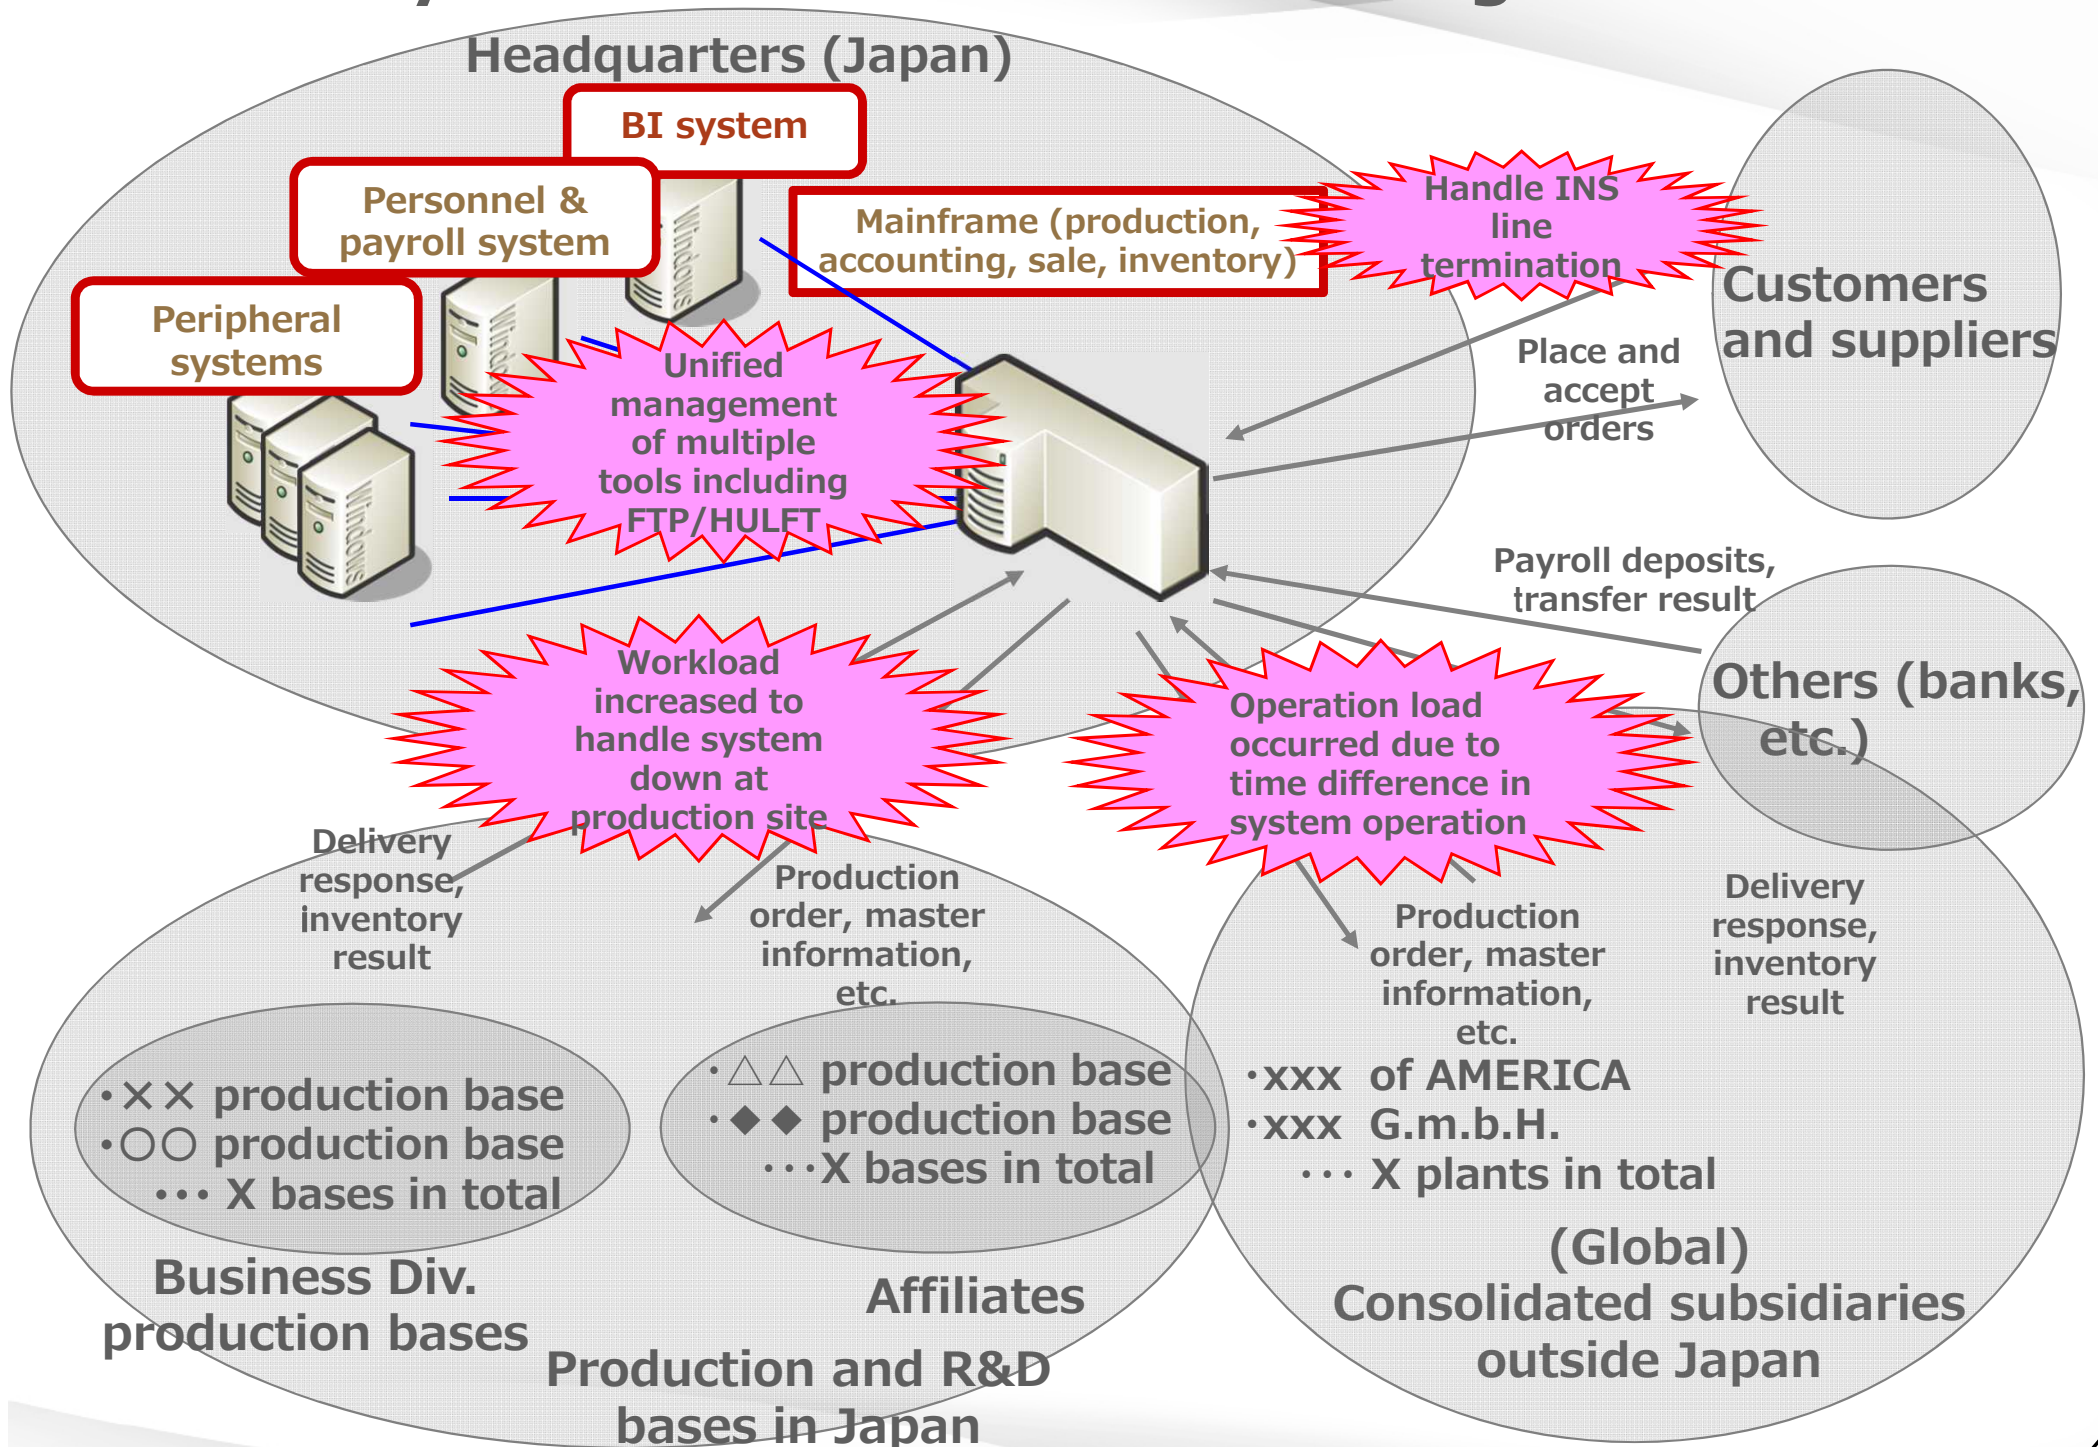 Headquarters (Japan)
BI system
Personnel &
payroll system
Mainframe (production,
accounting, sale, inventory)
Peripheral
systems
Windows
Windows
Windows
Handle INS
line
termination
Customers
and suppliers
Place and
accept
orders
Unified
management
of multiple
tools including
FTP/HULFT
Payroll deposits,
transfer result
Others (banks,
etc.)
Workload
increased to
handle system
down at
production site
Operation load
occurred due to
time difference in
system operation
Delivery
response,
inventory
result
Production
order, master
information,
etc.
Production
order, master
information,
etc.
Delivery
response,
inventory
result
・×× production base
・○○ production base
・・・ X bases in total
・△△ production base
・◆◆ production base
・・・X bases in total
・xxx of AMERICA
・xxx G.m.b.H.
・・・ X plants in total
Business Div.
production bases
Affiliates
Production and R&D
bases in Japan
(Global)
Consolidated subsidiaries
outside Japan